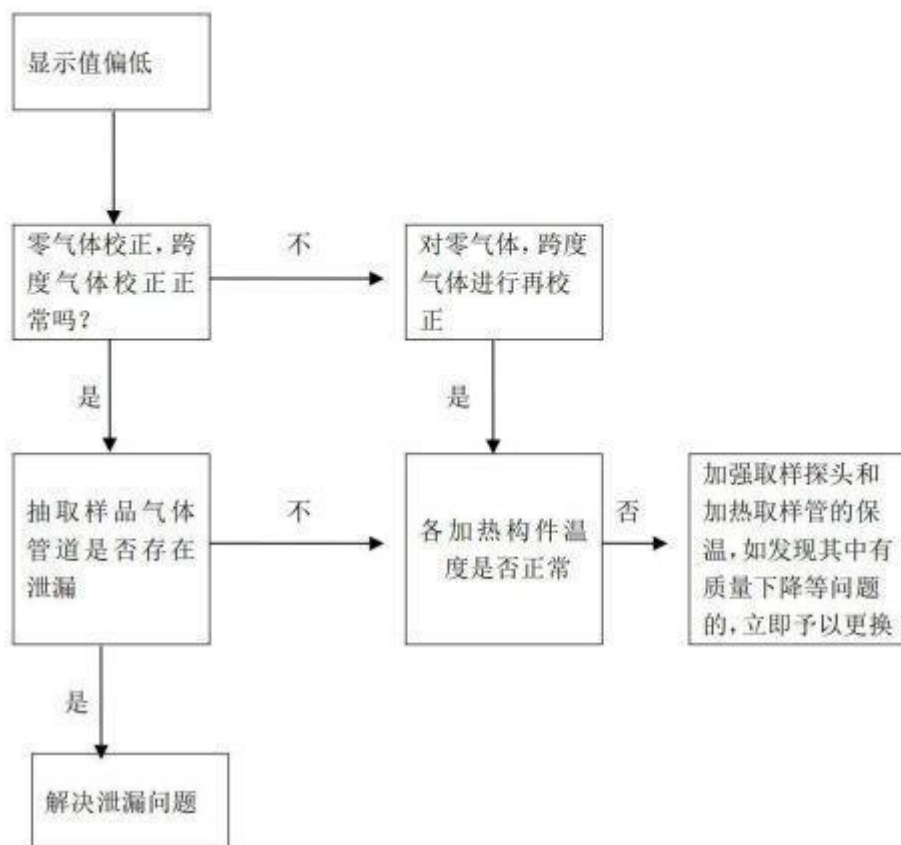 显示值偏低
零气体校正,跨
度气体校正正
常吗?
不
对零气体,跨度
气体进行再校
正
是
是
抽取样品气体
管道是否存在
泄漏
不
各加热构件温
度是否正常
否
加强取样探头和
加热取样管的保
温,如发现其中有
质量下降等问题
的,立即予以更换
是
解决泄漏问题